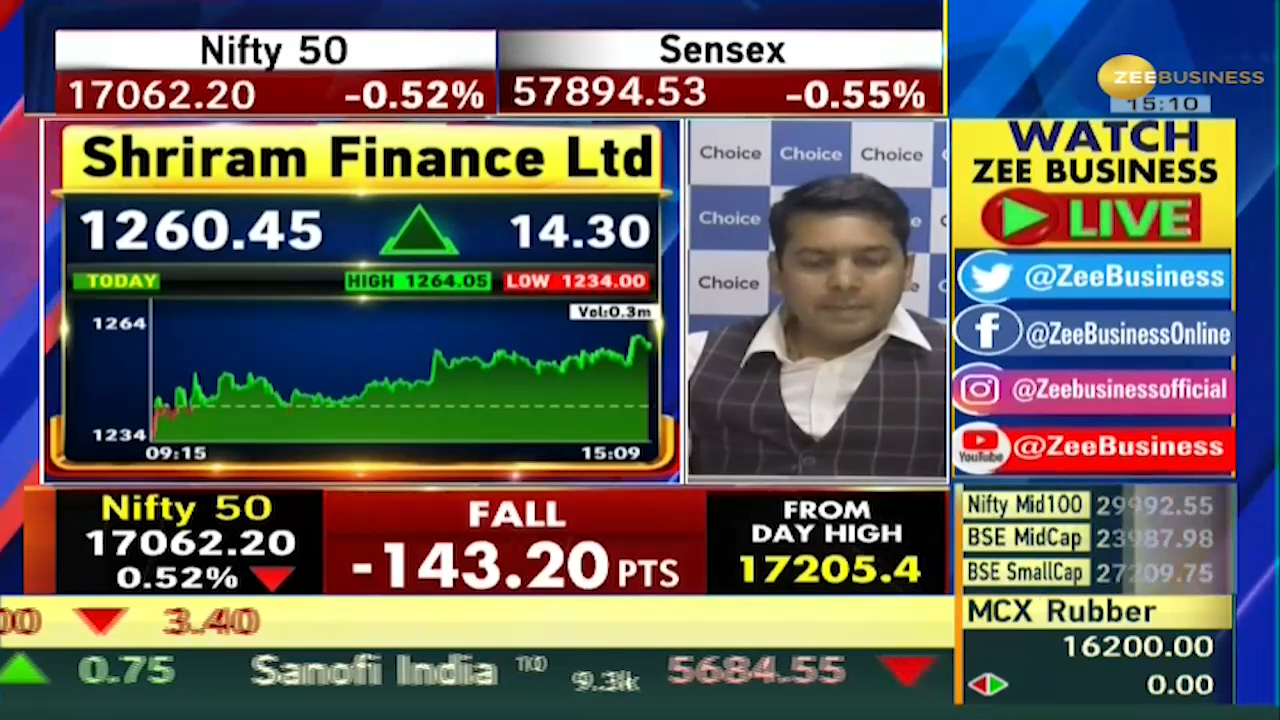 Nifty 50
17062.20 -0.52%
Sensex
57894.53 -0.55%
ZEEBUSINESS
15:10
Shriram Finance Ltd
1260.45 14.30
TODAY HIGH 1264.05 LOW 1234.00
Vol:0.3m
1264
1234
09:15 15:09
Choice Choice Choice
Choice
Choice
WATCH
ZEE BUSINESS
LIVE
@ZeeBusiness
@ZeeBusinessOnline
@Zeebusinessofficial
YouTube @ZeeBusiness
Nifty 50
17062.20
0.52%
FALL
-143.20 PTS
FROM
DAY HIGH
17205.4
Nifty Mid100 29992.55
BSE MidCap 23987.98
BSE SmallCap 27209.75
MCX Rubber
16200.00
0.00
3.40
0.75 Sanofi India 9.3k 5684.55